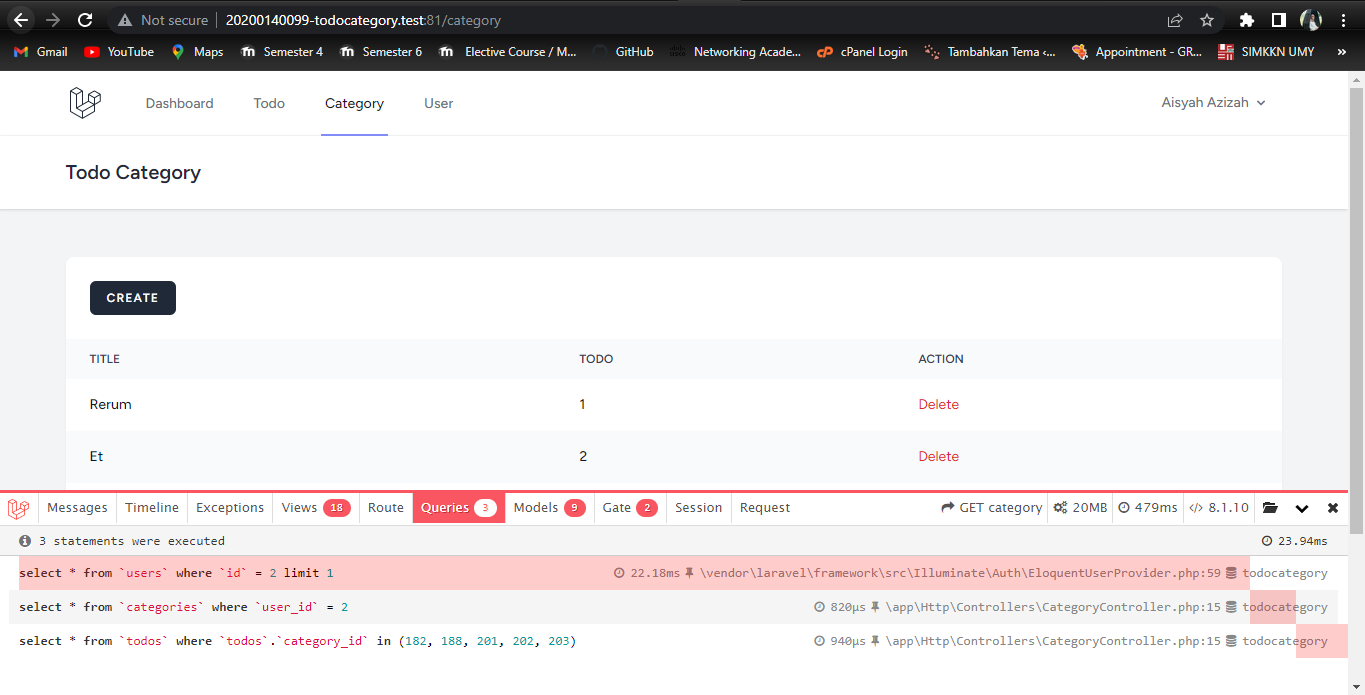 Not secure 20200140099-todocategory.test:81/category
Gmail YouTube Maps Semester 4 Semester 6 Elective Course / M... GitHub Networking Acade... cPanel Login Tambahkan Tema ‹... Appointment - GR... SIMKKN UMY »
Dashboard Todo Category User Aisyah Azizah
Todo Category
CREATE
TITLE TODO ACTION
Rerum 1 Delete
Et 2 Delete
Messages Timeline Exceptions Views 18 Route Queries 3 Models 9 Gate 2 Session Request GET category 20MB 479ms </> 8.1.10
3 statements were executed 23.94ms
select * from `users` where `id` = 2 limit 1 22.18ms \vendor\laravel\framework\src\Illuminate\Auth\EloquentUserProvider.php:59 todocategory
select * from `categories` where `user_id` = 2 820μs \app\Http\Controllers\CategoryController.php:15 todocategory
select * from `todos` where `todos`.`category_id` in (182, 188, 201, 202, 203) 940μs \app\Http\Controllers\CategoryController.php:15 todocategory